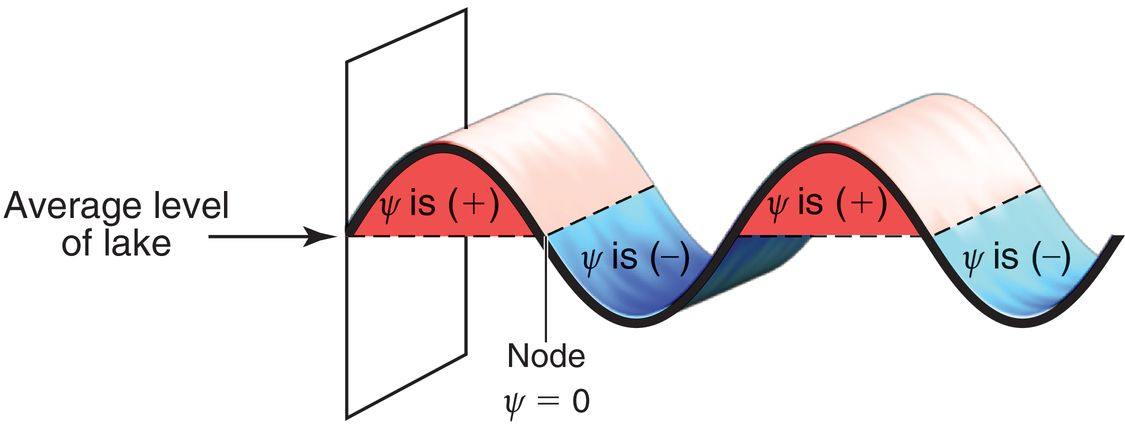 Average level
of lake
ψ is (+)
ψ is (–)
ψ is (+)
ψ is (–)
Node
ψ = 0